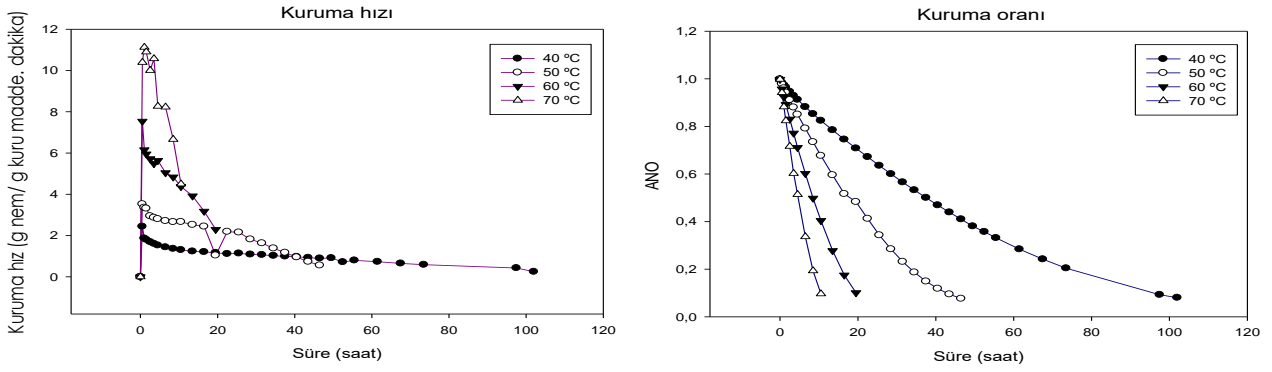 Kuruma hızı
Kuruma hız (g nem/ g kuru madde. dakika)
12
10
8
6
4
2
0
40 ºC
50 ºC
60 ºC
70 ºC
0 20 40 60 80 100 120
Süre (saat)
Kuruma oranı
ANO
1,2
1,0
0,8
0,6
0,4
0,2
0,0
40 ºC
50 ºC
60 ºC
70 ºC
0 20 40 60 80 100 120
Süre (saat)